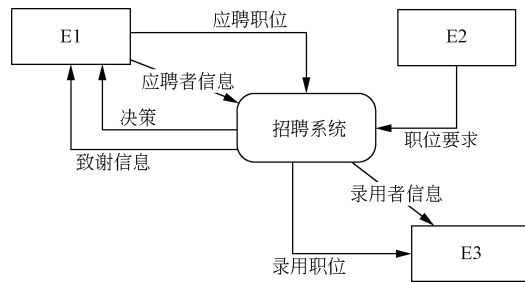 E1
应聘职位
E2
应聘者信息
决策
招聘系统
职位要求
致谢信息
录用者信息
录用职位
E3